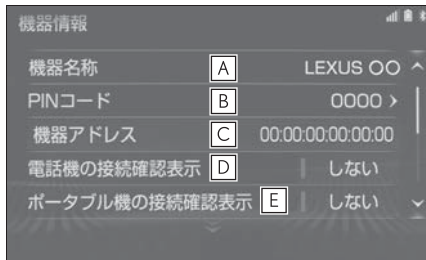 機器情報
機器名称 A LEXUS 〇〇
PINコード B 0000 >
機器アドレス C 00:00:00:00:00:00
電話機の接続確認表示 D しない
ポータブル機の接続確認表示 E しない